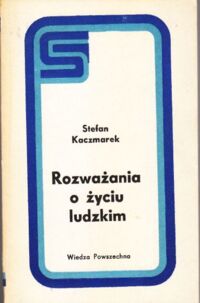 Stefan
Kaczmarek
Rozważania
o życiu
ludzkim
Wiedza Powszechna